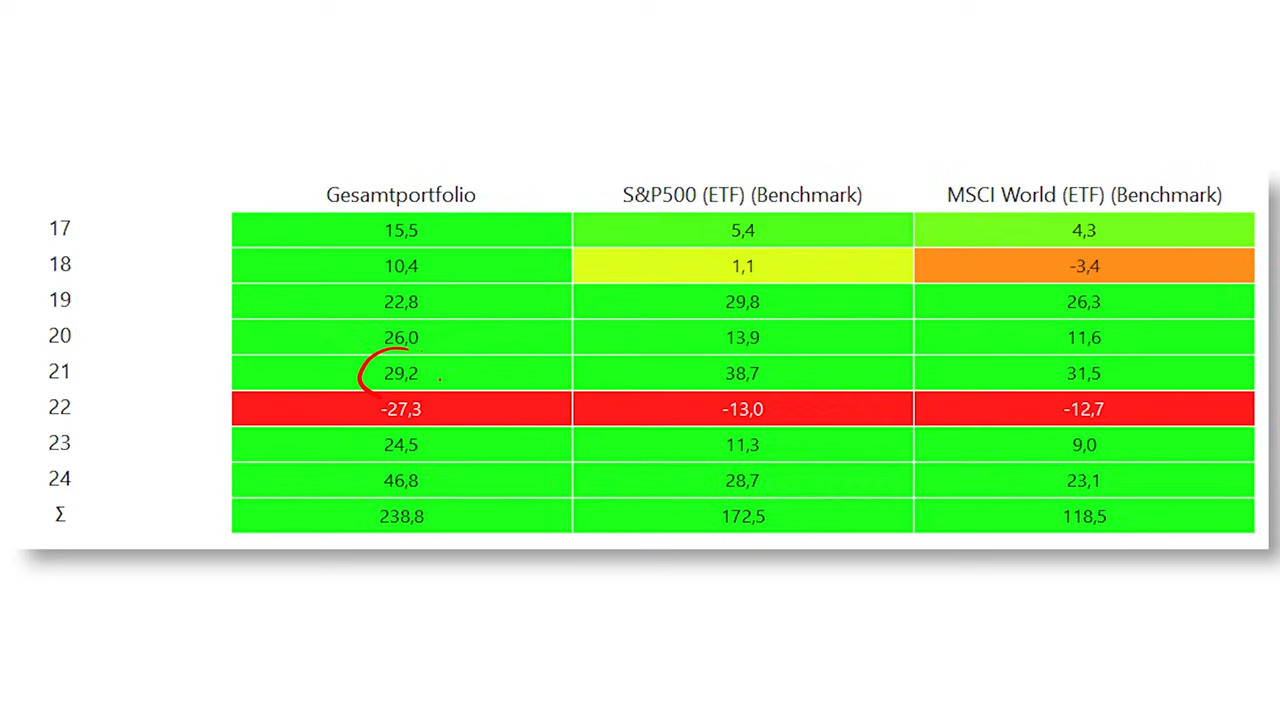 Gesamtportfolio S&P500 (ETF) (Benchmark) MSCI World (ETF) (Benchmark)
17 15,5 5,4 4,3
18 10,4 1,1 -3,4
19 22,8 29,8 26,3
20 26,0 13,9 11,6
21 29,2 38,7 31,5
22 -27,3 -13,0 -12,7
23 24,5 11,3 9,0
24 46,8 28,7 23,1
Σ 238,8 172,5 118,5